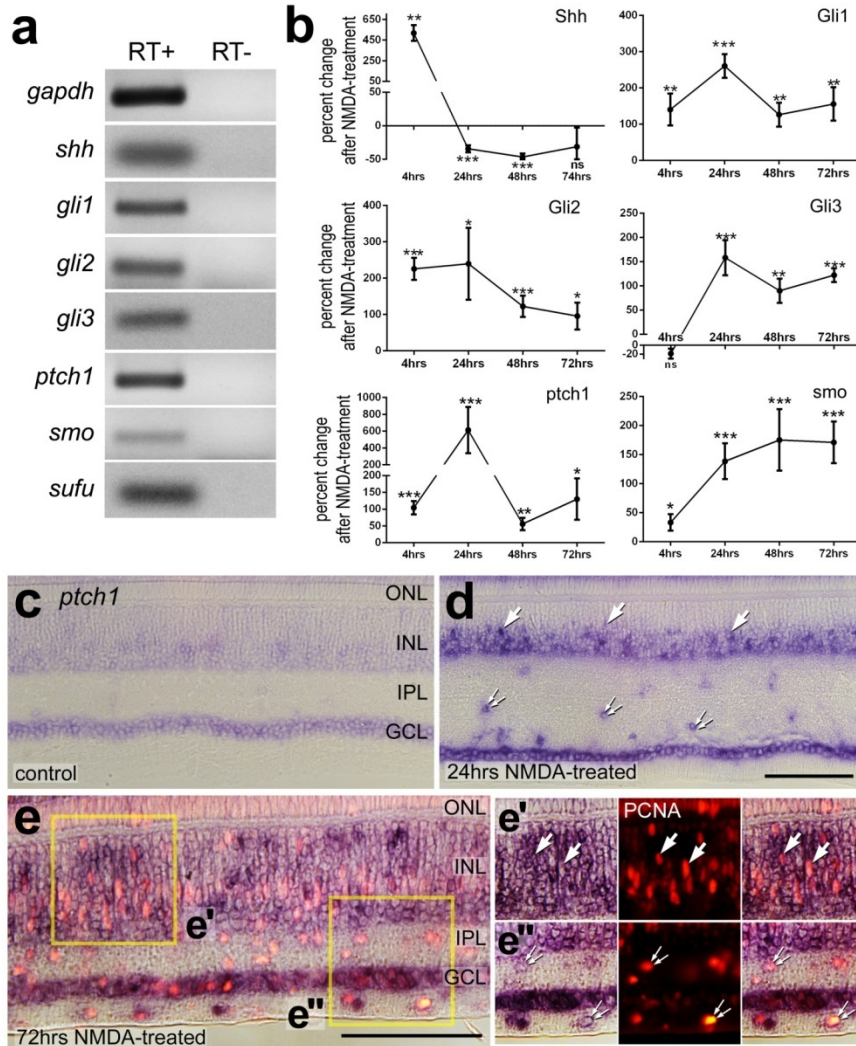 a
RT+ RT-
gapdh
shh
gli1
gli2
gli3
ptch1
smo
sufu
b
Shh
percent change
after NMDA-treatment
650
550
450
50
0
-50
**
***
***
ns
4hrs 24hrs 48hrs 74hrs
Gli1
400
300
200
100
0
**
***
**
**
4hrs 24hrs 48hrs 72hrs
Gli2
percent change
after NMDA-treatment
400
300
200
100
0
***
*
***
*
4hrs 24hrs 48hrs 72hrs
Gli3
250
200
150
100
50
0
-20
ns
***
**
***
4hrs 24hrs 48hrs 72hrs
ptch1
percent change
after NMDA-treatment
1000
800
600
400
200
150
100
50
0
***
***
**
*
4hrs 24hrs 48hrs 72hrs
smo
250
200
150
100
50
0
*
***
***
***
4hrs 24hrs 48hrs 72hrs
c
ptch1
ONL
INL
IPL
GCL
control
d
24hrs NMDA-treated
e
ONL
INL
e'
IPL
GCL
e"
72hrs NMDA-treated
e'
PCNA
e"